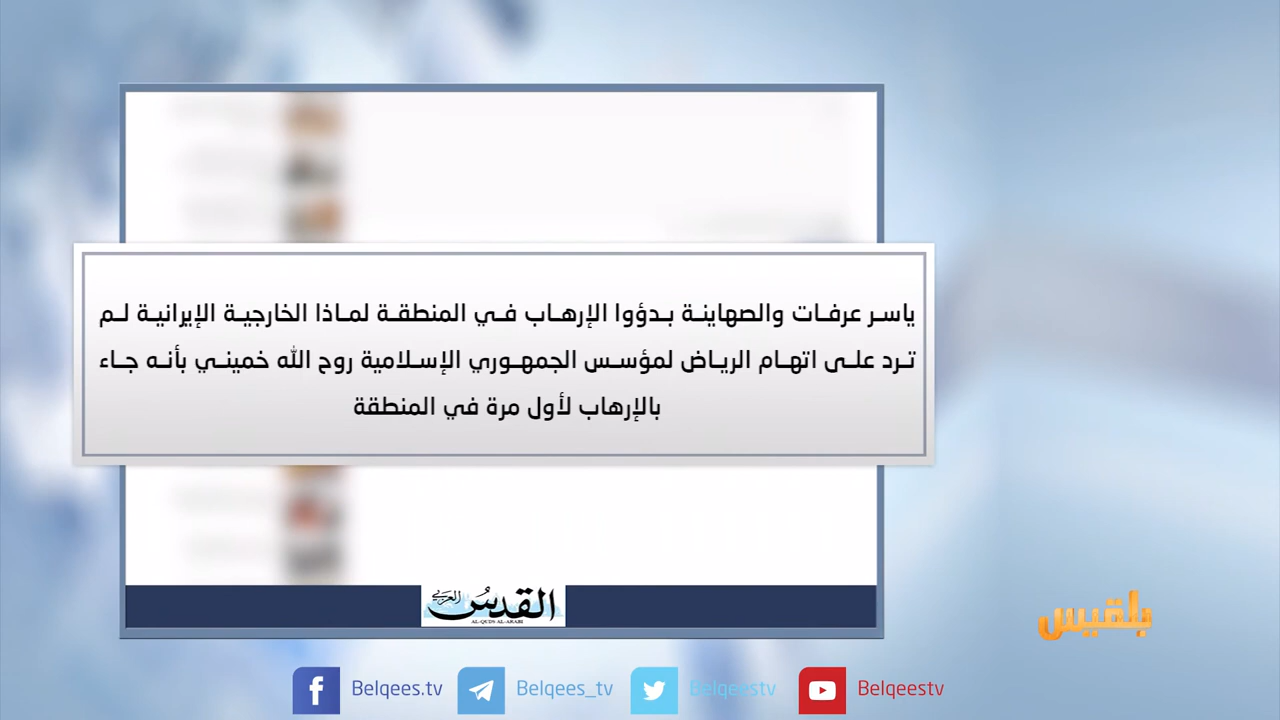 ياسر عرفات والصهاينة بدؤوا الإرهاب في المنطقة لماذا الخارجية الإيرانية لم
ترد على اتهام الرياض لمؤسس الجمهوري الإسلامية روح الله خميني بأنه جاء
بالإرهاب لأول مرة في المنطقة
القدس العربي
AL-QUDS AL-ARABI
بلقيس
Belqees.tv
Belqees_tv
Belqeestv
Belqeestv